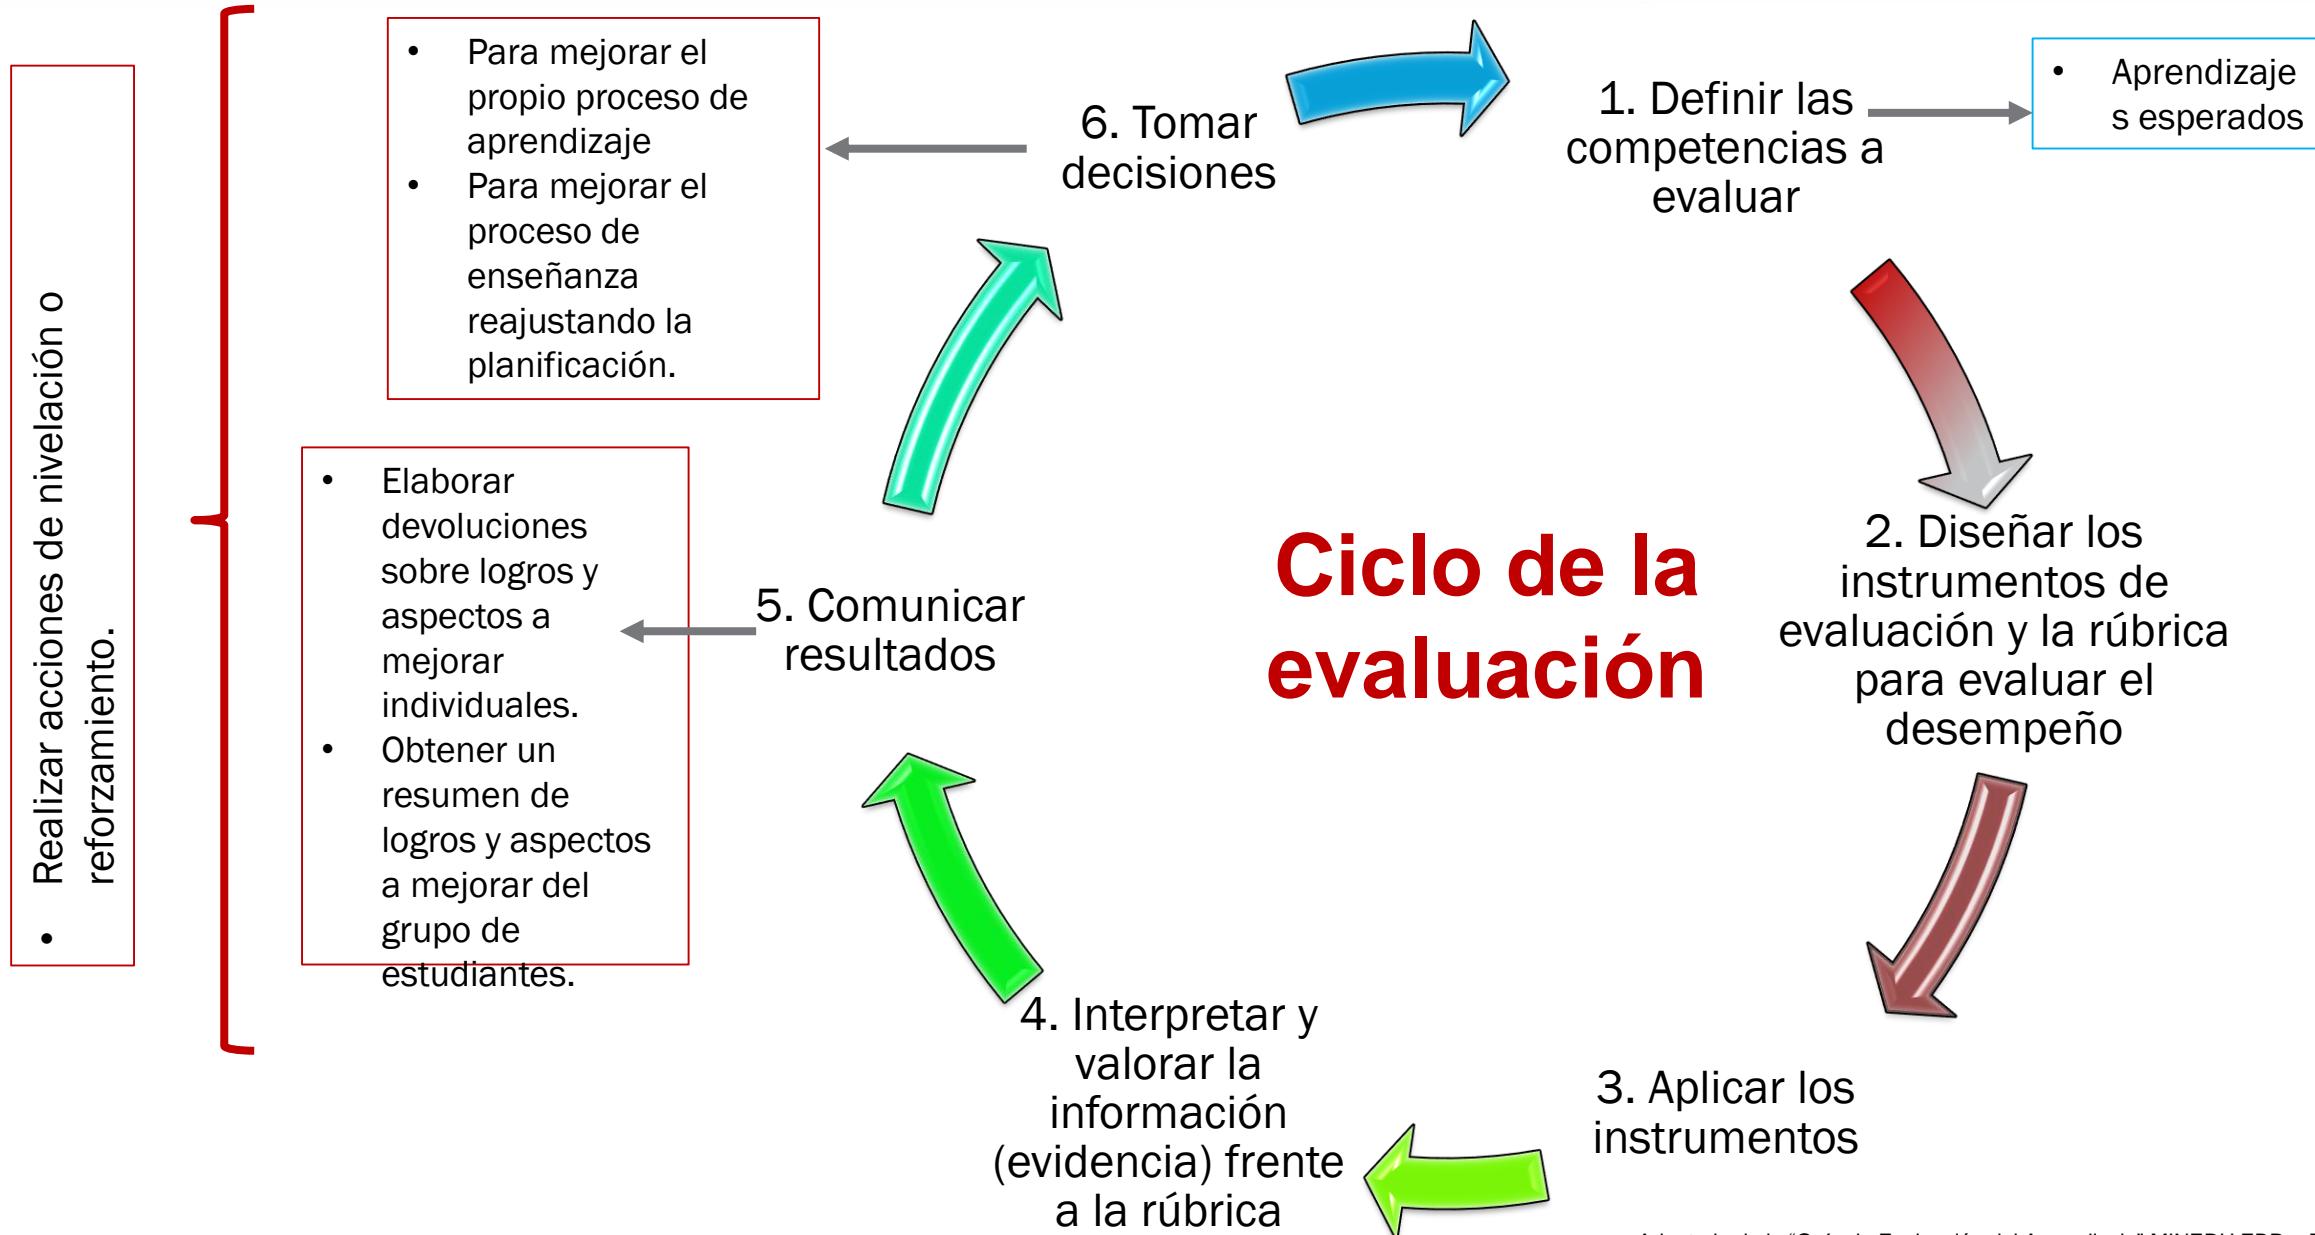 • Realizar acciones de nivelación o
reforzamiento.
• Para mejorar el
propio proceso de
aprendizaje
• Para mejorar el
proceso de
enseñanza
reajustando la
planificación.
• Elaborar
devoluciones
sobre logros y
aspectos a
mejorar
individuales.
• Obtener un
resumen de
logros y aspectos
a mejorar del
grupo de
estudiantes.
6. Tomar
decisiones
1. Definir las
competencias a
evaluar
• Aprendizaje
s esperados
Ciclo de la
evaluación
2. Diseñar los
instrumentos de
evaluación y la rúbrica
para evaluar el
desempeño
5. Comunicar
resultados
4. Interpretar y
valorar la
información
(evidencia) frente
a la rúbrica
3. Aplicar los
instrumentos